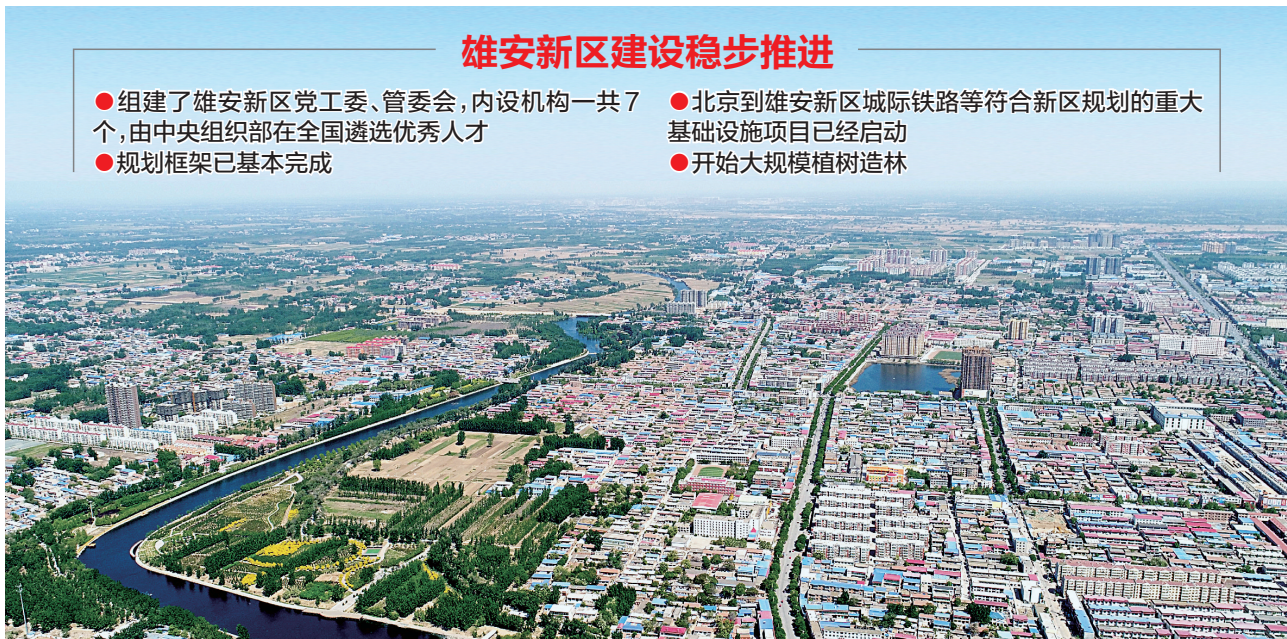 雄安新区建设稳步推进
●组建了雄安新区党工委、管委会，内设机构一共7
个，由中央组织部在全国遴选优秀人才
●规划框架已基本完成
●北京到雄安新区城际铁路等符合新区规划的重大
基础设施项目已经启动
●开始大规模植树造林